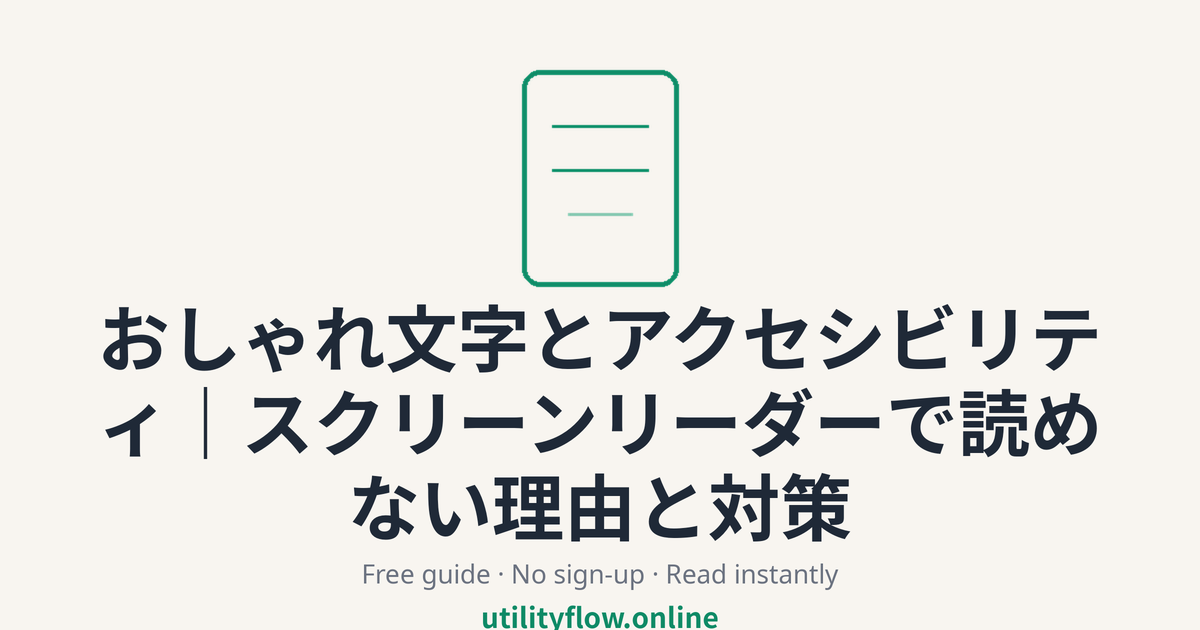 おしゃれ文字とアクセシビリテ
ィ｜スクリーンリーダーで読め
ない理由と対策
Free guide · No sign-up · Read instantly
utilityflow.online